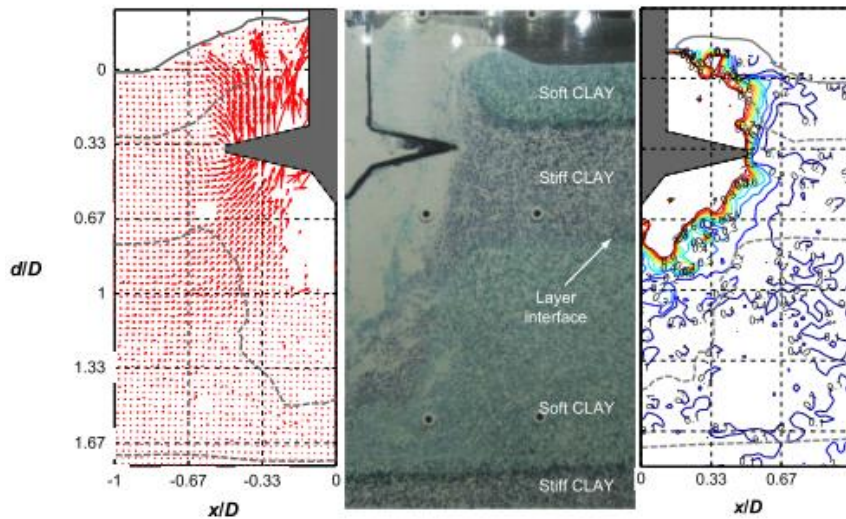 0
0.33
0.67
d/D
1
1.33
1.67
-1
-0.67
-0.33
0
x/D
Soft CLAY
Stiff CLAY
Layer
interface
Soft CLAY
Stiff CLAY
0
0.33
0.67
x/D